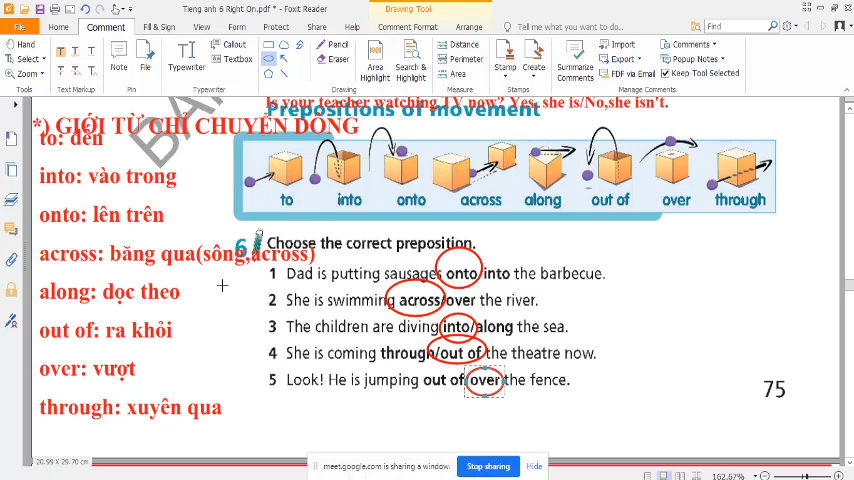 Tieng anh 6 Right On.pdf * - Foxit Reader
Drawing Tool
File Home Comment Fill & Sign View Form Protect Share Help Comment Format Arrange Tell me what you want to do... Find
Hand
Select
Zoom
Tools
Text Markup
Note
File
Pin
Typewriter
Callout
Textbox
Typewriter
Pencil
Eraser
Drawing
Area Highlight
Search & Highlight
Distance
Perimeter
Area
Measure
Stamp
Create
Stamps
Summarize Comments
Import
Export
FDF via Email
Comments
Popup Notes
Keep Tool Selected
Manage Comments
Is your teacher watching TV now? Yes, she is/No,she isn't.
Prepositions of movement
*) GIỚI TỪ CHỈ CHUYỂN ĐÔNG
to: đến
into: vào trong
onto: lên trên
across: băng qua(sông,across)
along: dọc theo
out of: ra khỏi
over: vượt
through: xuyên qua
to into onto across along out of over through
6 Choose the correct preposition.
1 Dad is putting sausages onto/into the barbecue.
2 She is swimming across/over the river.
3 The children are diving into/along the sea.
4 She is coming through/out of the theatre now.
5 Look! He is jumping out of/over the fence.
75
20.99 x 29.70 cm
meet.google.com is sharing a window.
Stop sharing
Hide
162.67%